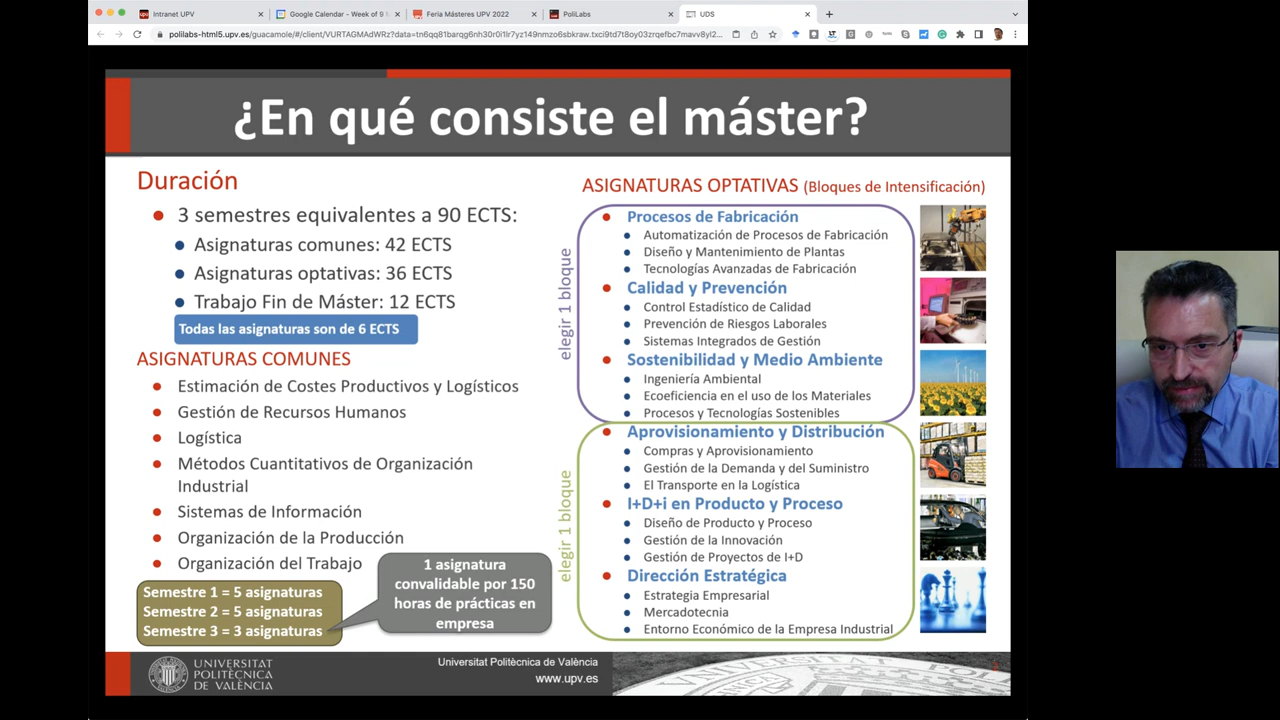 Intranet UPV
Google Calendar - Week of 9 M
Feria Másteres UPV 2022
PoliLabs
UDS
¿En qué consiste el máster?
Duración
3 semestres equivalentes a 90 ECTS:
Asignaturas comunes: 42 ECTS
Asignaturas optativas: 36 ECTS
Trabajo Fin de Máster: 12 ECTS
Todas las asignaturas son de 6 ECTS
ASIGNATURAS COMUNES
Estimación de Costes Productivos y Logísticos
Gestión de Recursos Humanos
Logística
Métodos Cuantitativos de Organización
Industrial
Sistemas de Información
Organización de la Producción
Organización del Trabajo
Semestre 1 = 5 asignaturas
Semestre 2 = 5 asignaturas
Semestre 3 = 3 asignaturas
1 asignatura
convalidable por 150
horas de prácticas en
empresa
ASIGNATURAS OPTATIVAS (Bloques de Intensificación)
elegir 1 bloque
Procesos de Fabricación
Automatización de Procesos de Fabricación
Diseño y Mantenimiento de Plantas
Tecnologías Avanzadas de Fabricación
Calidad y Prevención
Control Estadístico de Calidad
Prevención de Riesgos Laborales
Sistemas Integrados de Gestión
Sostenibilidad y Medio Ambiente
Ingeniería Ambiental
Ecoeficiencia en el uso de los Materiales
Procesos y Tecnologías Sostenibles
elegir 1 bloque
Aprovisionamiento y Distribución
Compras y Aprovisionamiento
Gestión de la Demanda y del Suministro
El Transporte en la Logística
I+D+i en Producto y Proceso
Diseño de Producto y Proceso
Gestión de la Innovación
Gestión de Proyectos de I+D
Dirección Estratégica
Estrategia Empresarial
Mercadotecnia
Entorno Económico de la Empresa Industrial
UNIVERSITAT
POLITÈCNICA
DE VALÈNCIA
Universitat Politècnica de València
www.upv.es